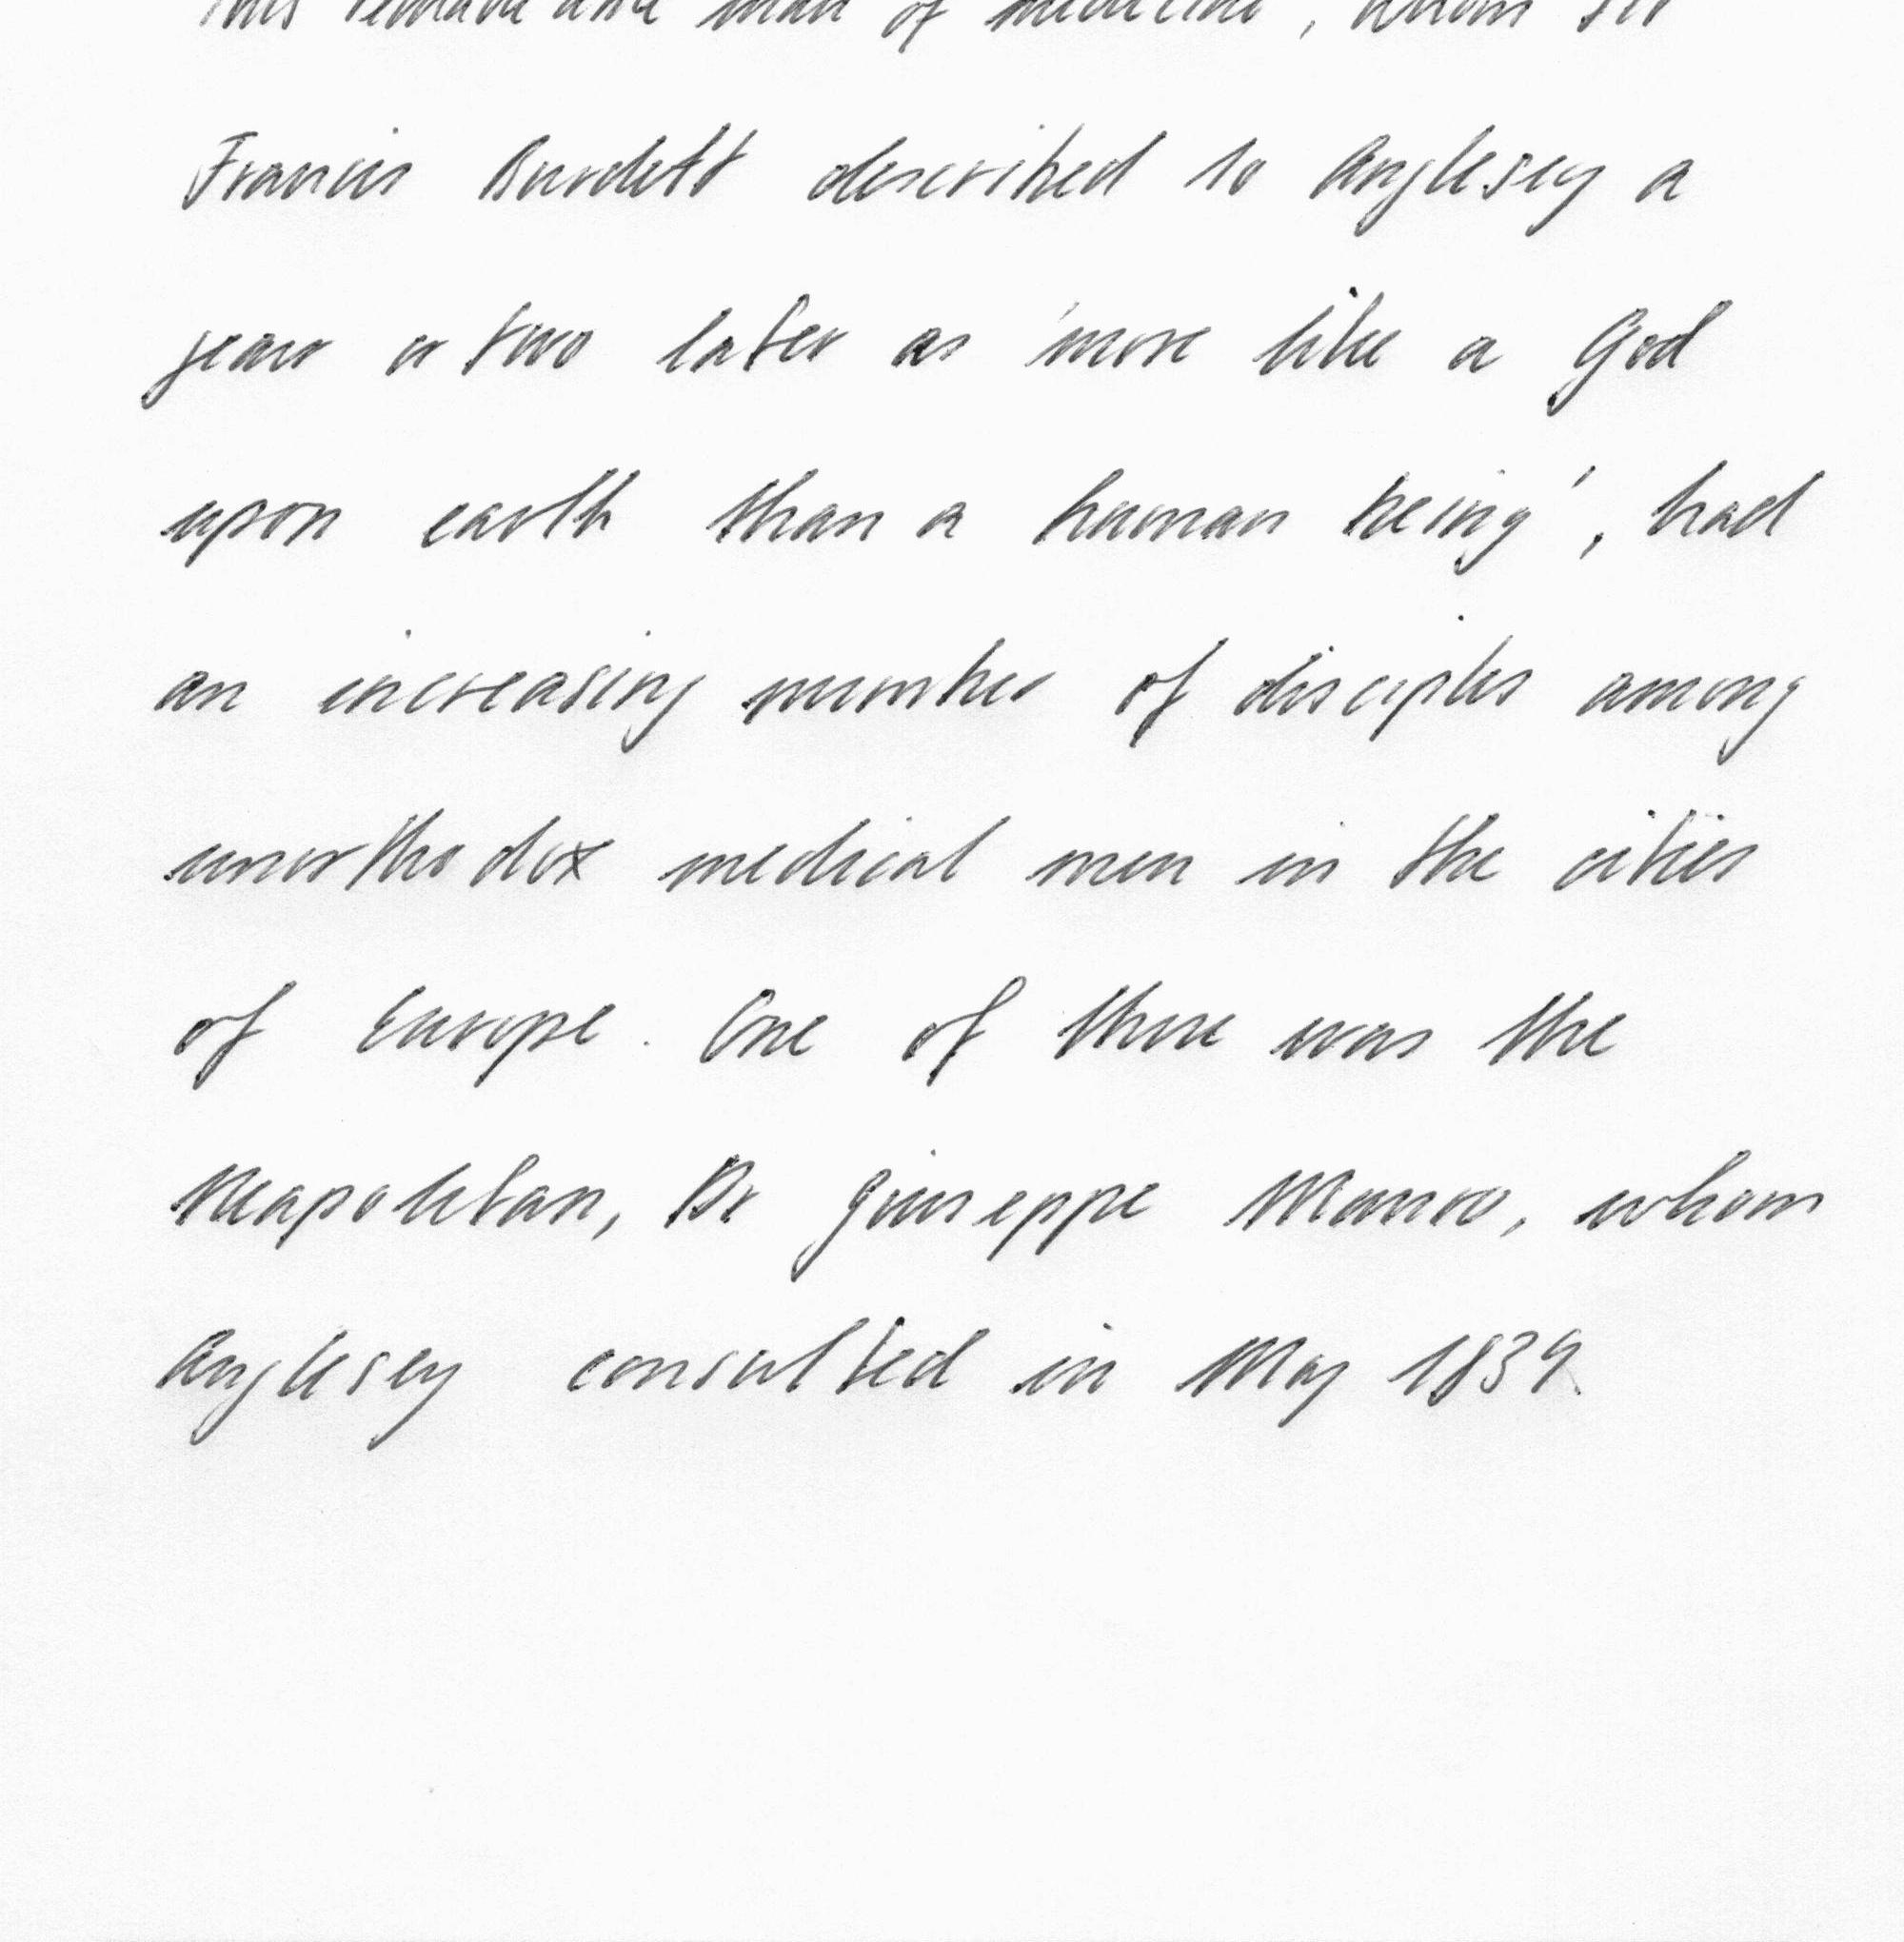 This remarkable man of medicine, whom Sir
Francis Burdett described to Anglesey a
year or two later as 'more like a God
upon earth than a human being', had
an increasing number of disciples among
unorthodox medical men in the cities
of Europe. One of these was the
Neapolitan, Dr Giuseppe Mauro, whom
Anglesey consulted in May 1834.